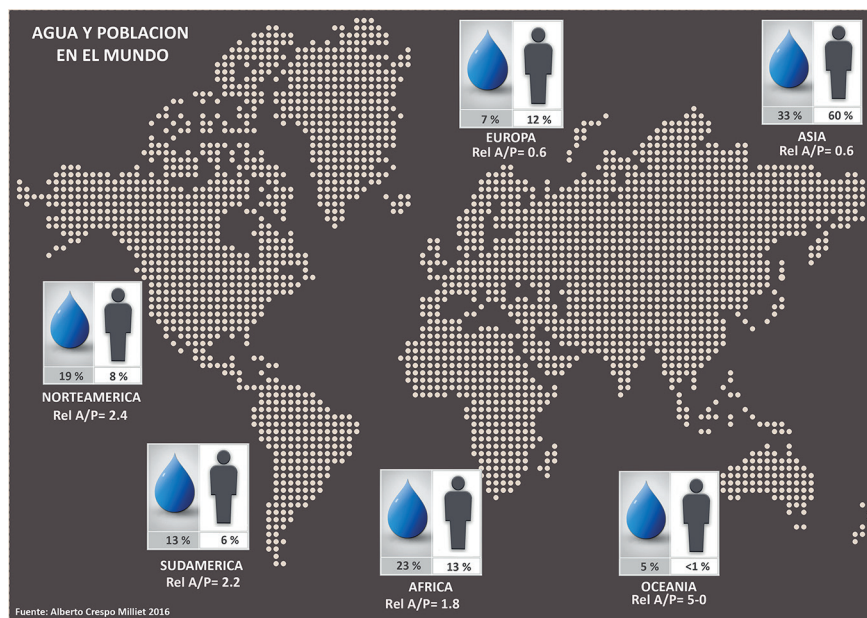 AGUA Y POBLACION
EN EL MUNDO
7 % 12 %
EUROPA
Rel A/P= 0.6
33 % 60 %
ASIA
Rel A/P= 0.6
19 % 8 %
NORTEAMERICA
Rel A/P= 2.4
13 % 6 %
SUDAMERICA
Rel A/P= 2.2
23 % 13 %
AFRICA
Rel A/P= 1.8
5 % <1 %
OCEANIA
Rel A/P= 5-0
Fuente: Alberto Crespo Milliet 2016